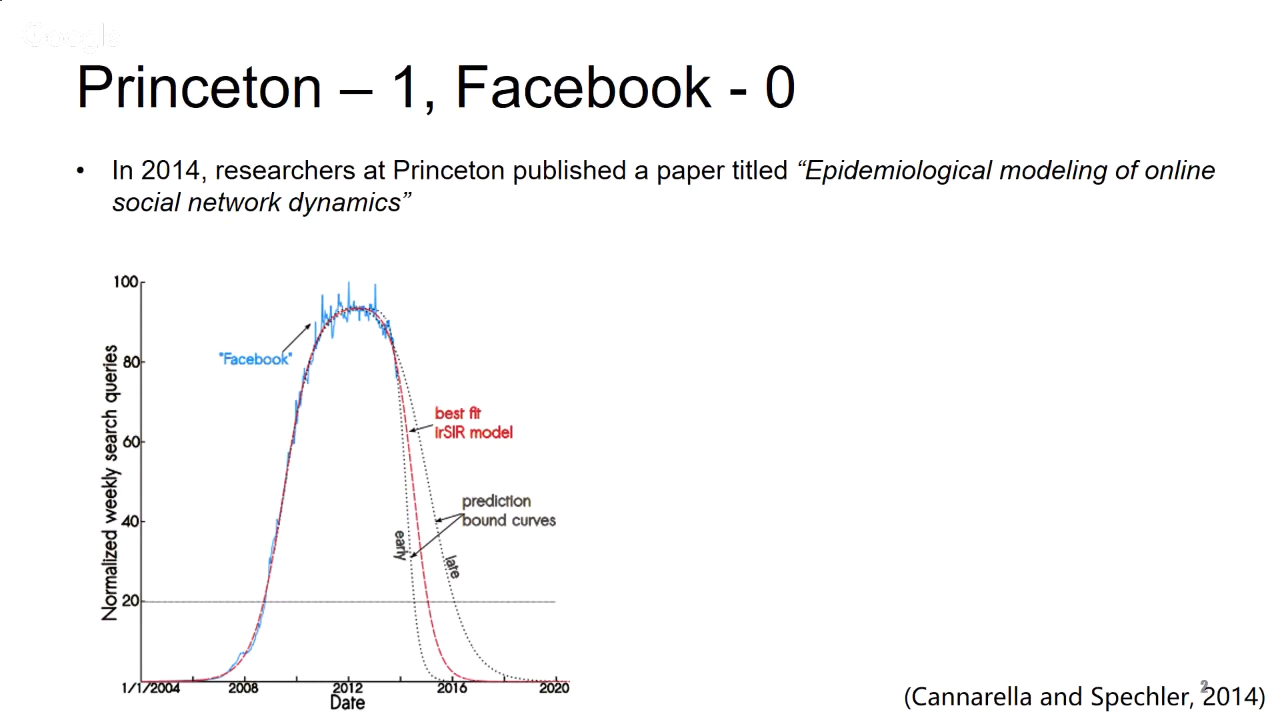 Google
Princeton – 1, Facebook - 0
• In 2014, researchers at Princeton published a paper titled “Epidemiological modeling of online
social network dynamics”
100
80
60
40
20
Normalized weekly search queries
"Facebook"
best fit
irSIR model
prediction
bound curves
early
late
1/1/2004
2008
2012
2016
2020
Date
2
(Cannarella and Spechler, 2014)